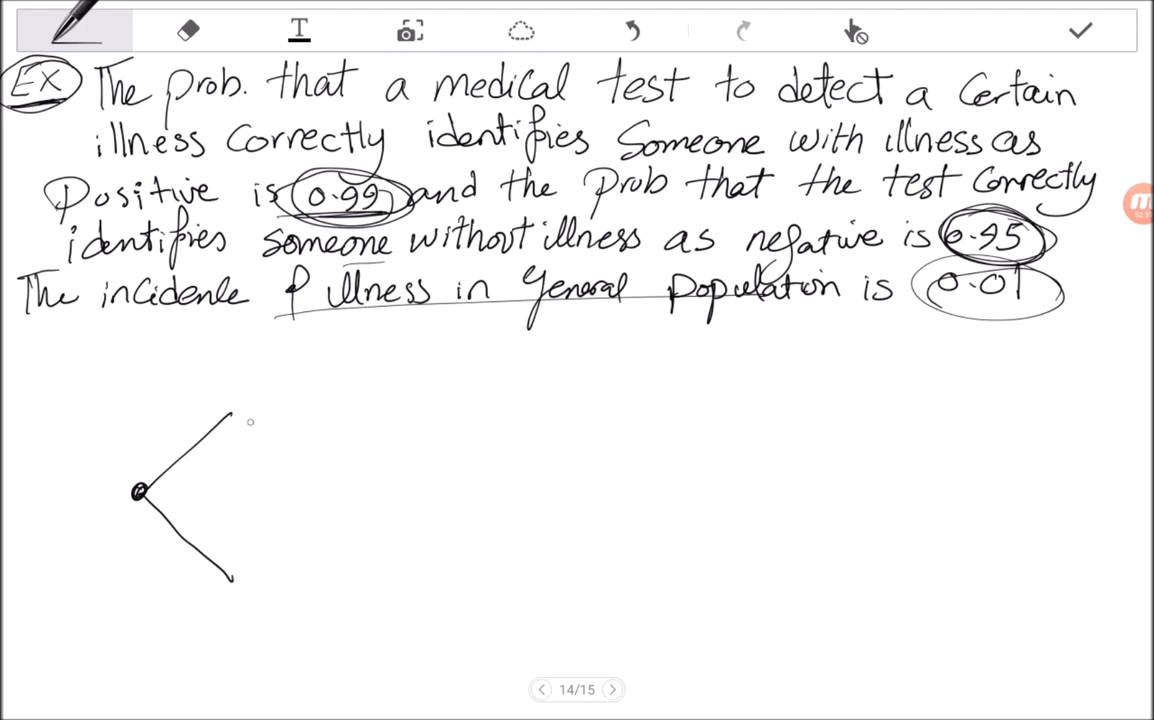 EX The prob. that a medical test to detect a Certain
illness Correctly identifies Someone with illness as
Positive is 0.99 and the Prob that the test Correctly
identifies someone without illness as negative is 0.95
The incidence of illness in general Population is 0.01
14/15